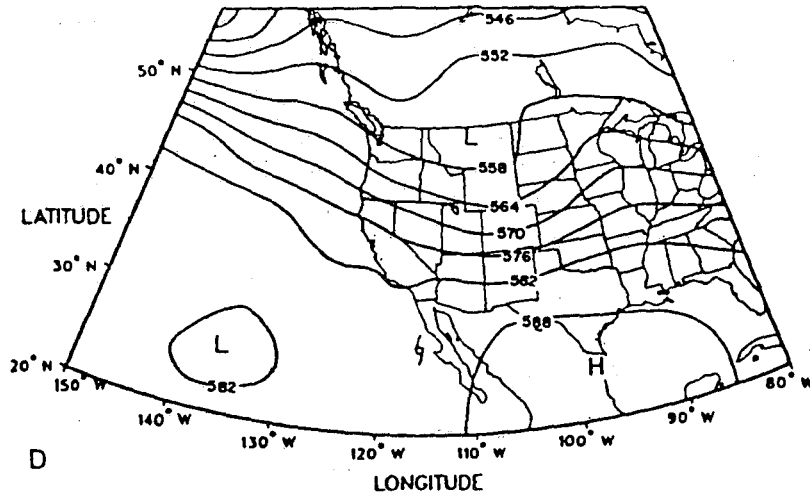 546
50° N
552
40° N
558
564
LATITUDE
570
576
30° N
582
588
L
H
20° N
150° W
582
80° W
140° W
90° W
130° W
120° W
110° W
100° W
D
LONGITUDE